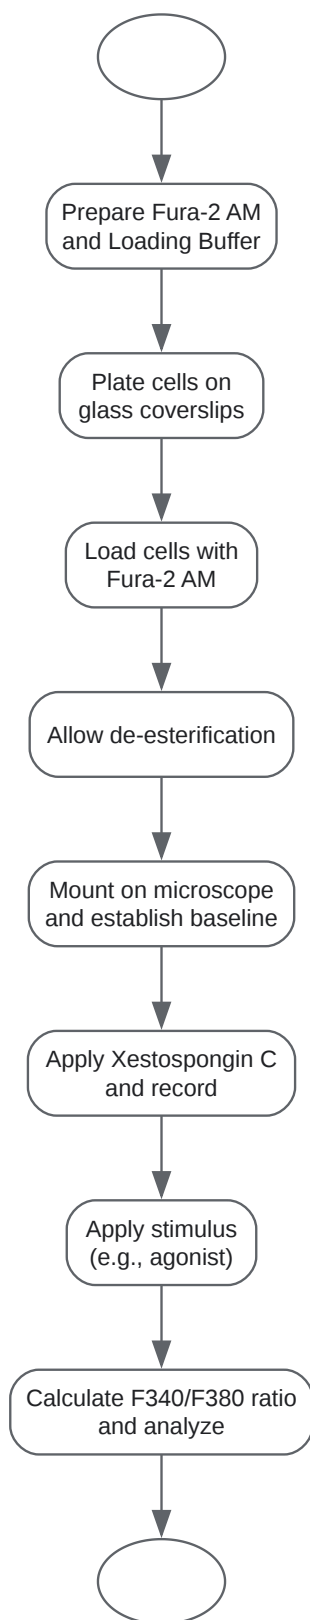 Prepare Fura-2 AM
and Loading Buffer
Plate cells on
glass coverslips
Load cells with
Fura-2 AM
Allow de-esterification
Mount on microscope
and establish baseline
Apply Xestospongin C
and record
Apply stimulus
(e.g., agonist)
Calculate F340/F380 ratio
and analyze